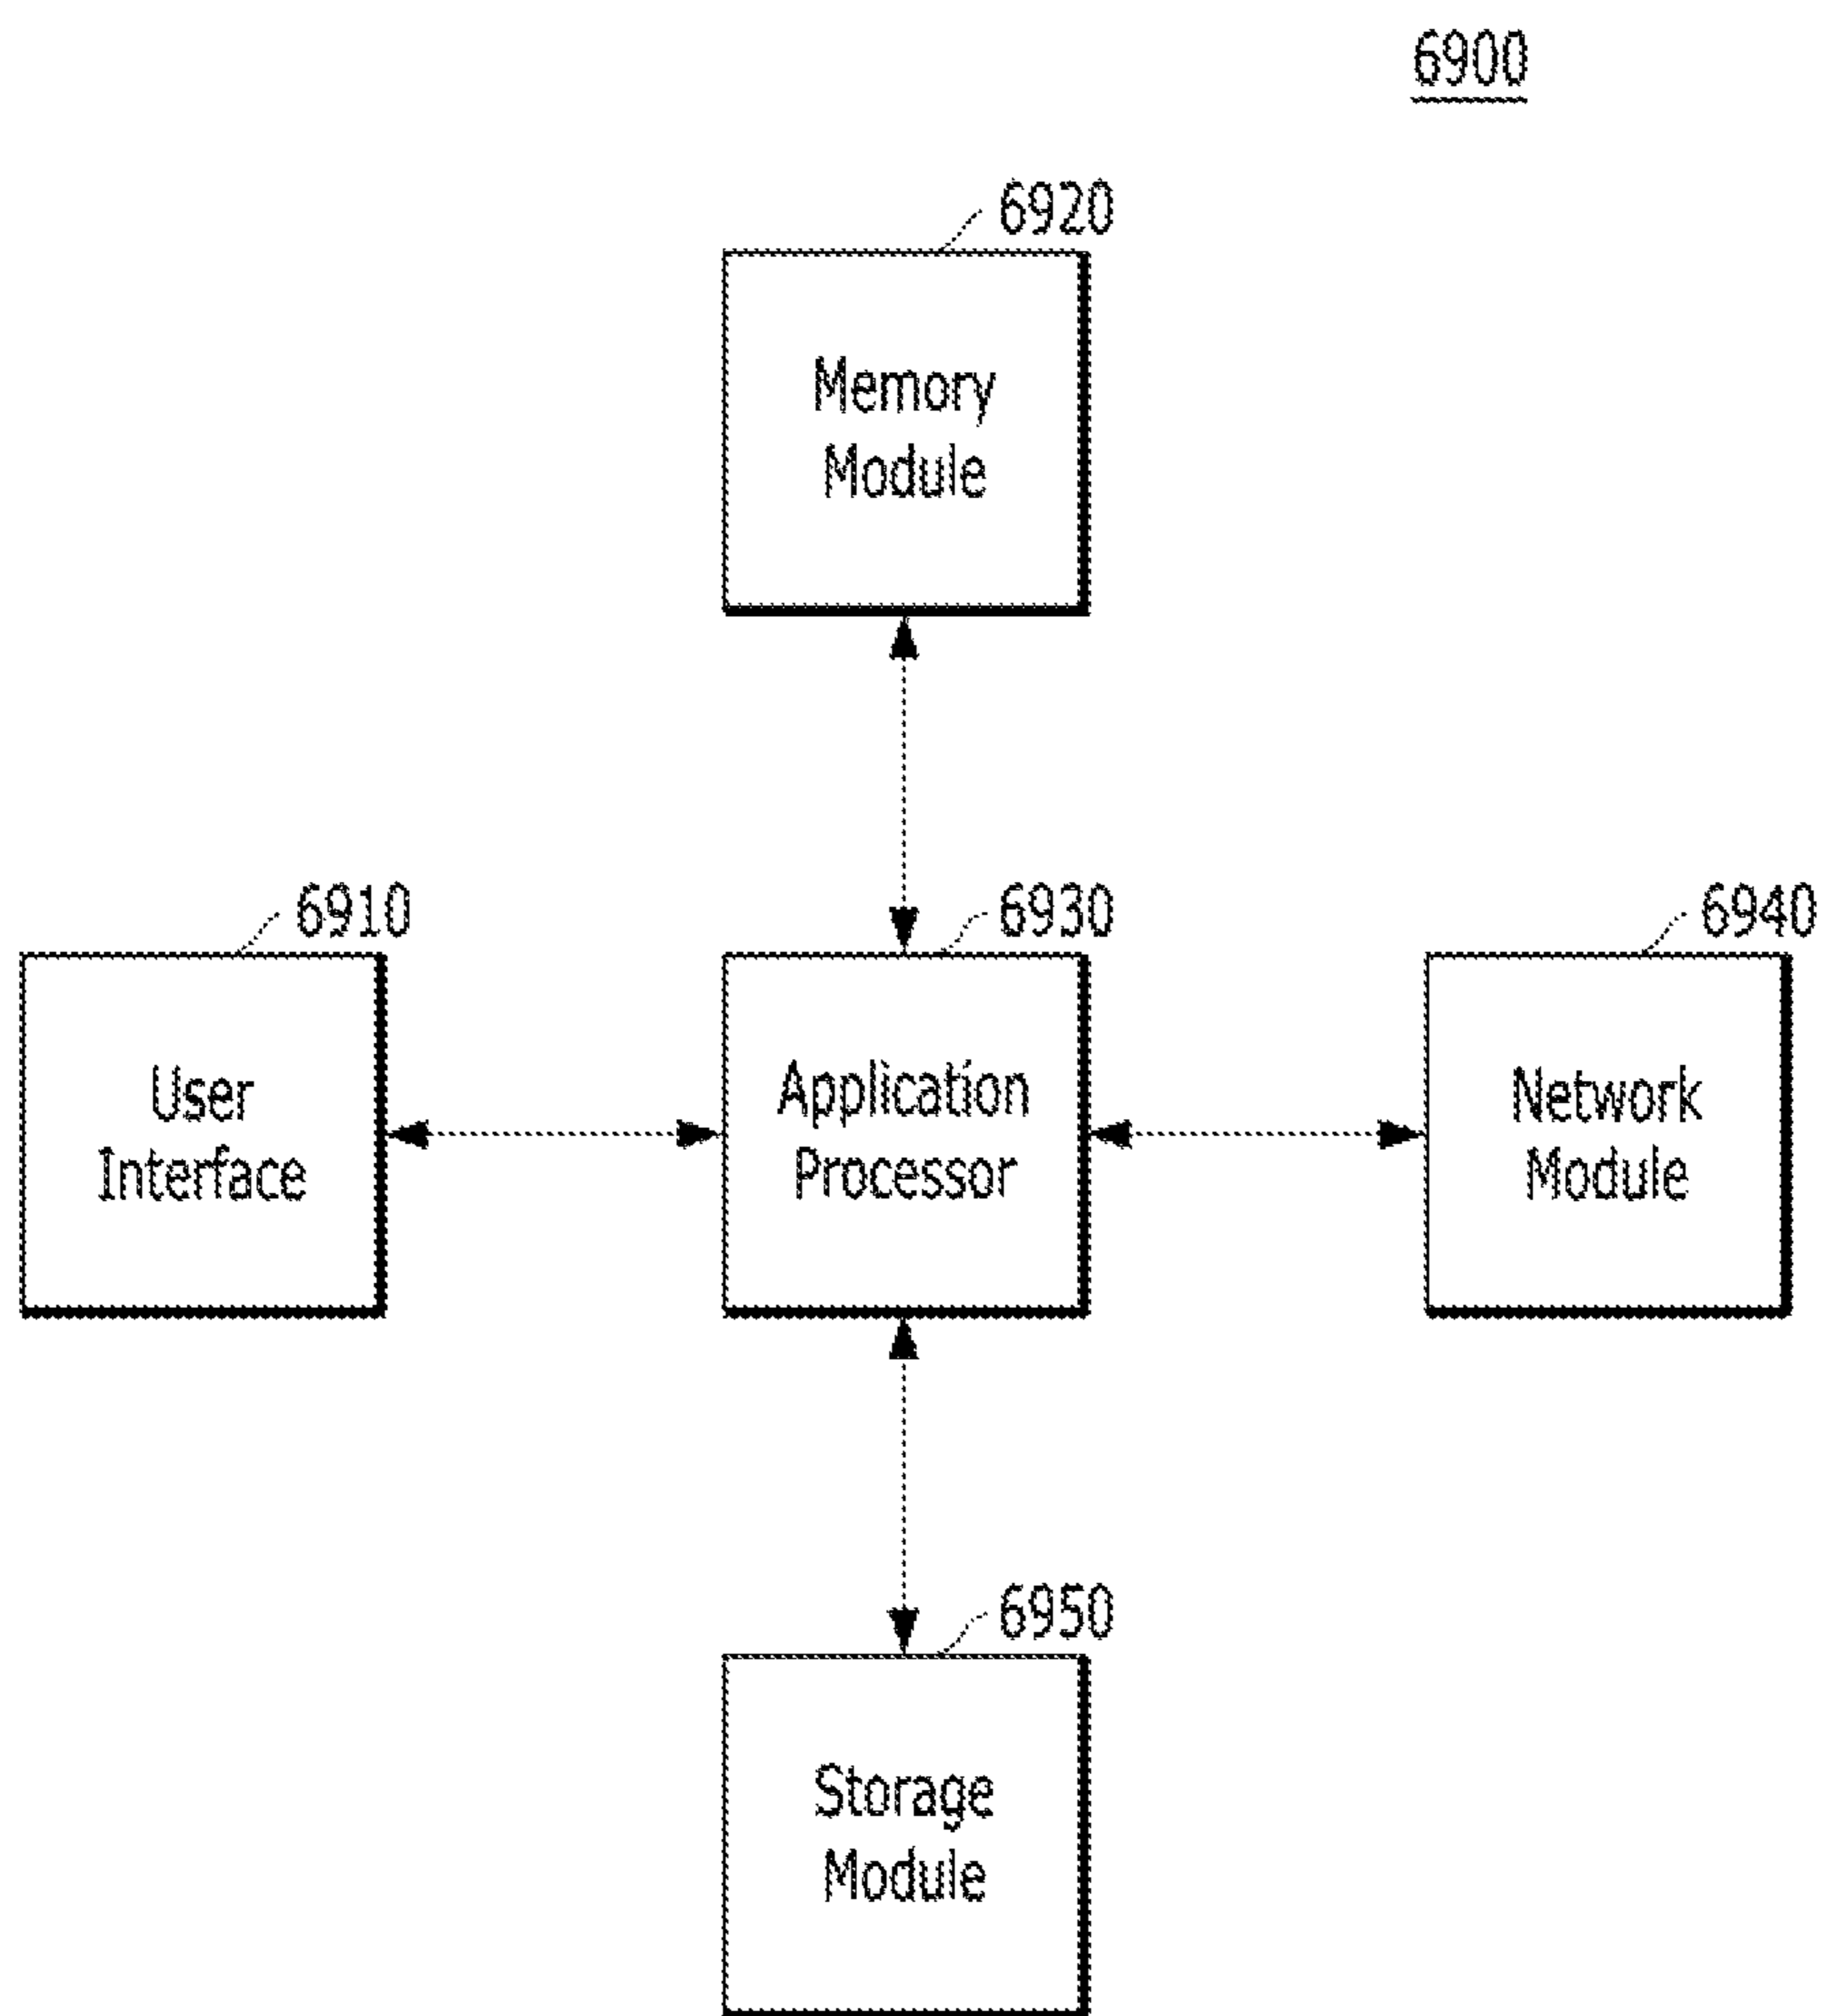 6900
6920
Memory
Module
6910
6930
6940
User
Interface
Application
Processor
Network
Module
6950
Storage
Module